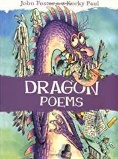 John Foster and Korky Paul
DRAGON
POEMS